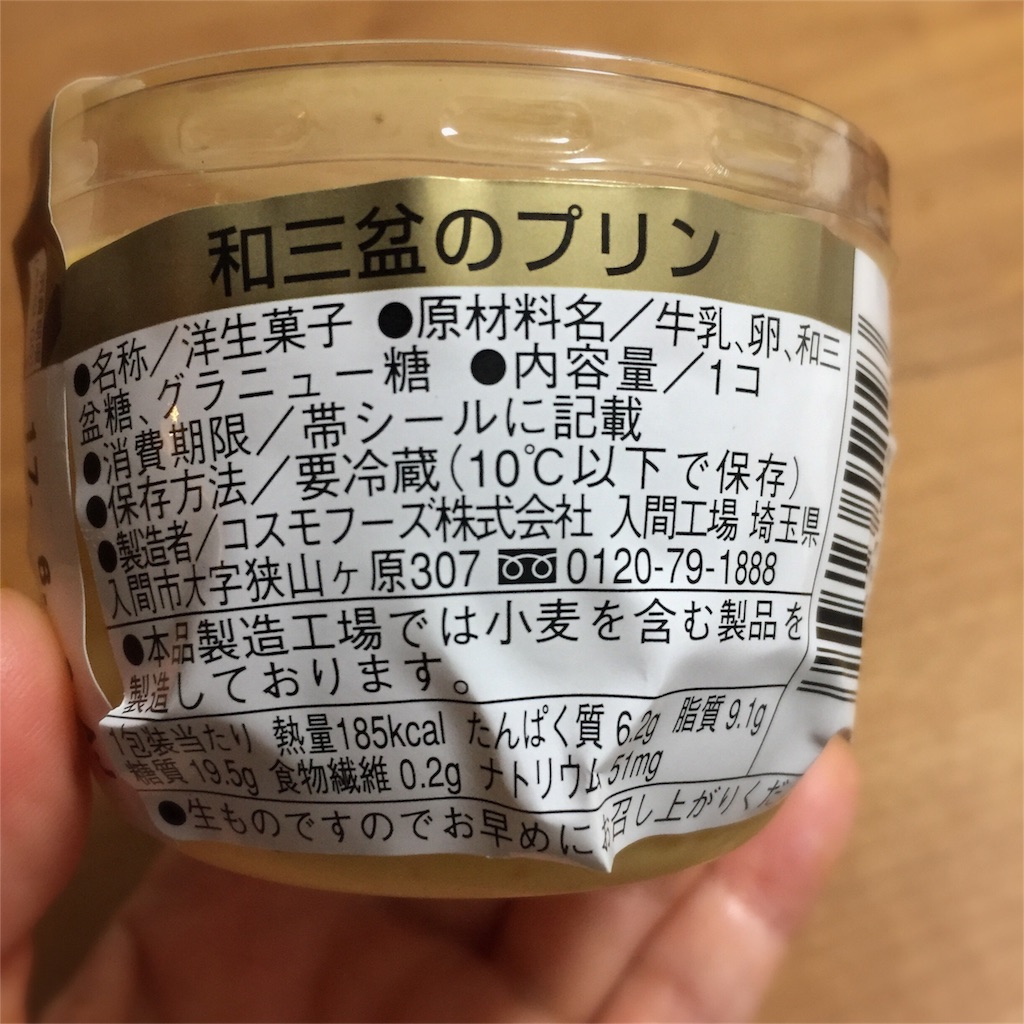 和三盆のプリン
●名称／洋生菓子 ●原材料名／牛乳、卵、和三
盆糖、グラニュー糖 ●内容量／1コ
●消費期限／帯シールに記載
●保存方法／要冷蔵(10℃以下で保存)
●製造者／コスモフーズ株式会社 入間工場 埼玉県
入間市大字狭山ヶ原307 0120-79-1888
●本品製造工場では小麦を含む製品を
製造しております。
1包装当たり 熱量185kcal たんぱく質 6.2g 脂質 9.1g
糖質 19.5g 食物繊維 0.2g ナトリウム 51mg
●生ものですのでお早めにお召し上がりくだ
17.